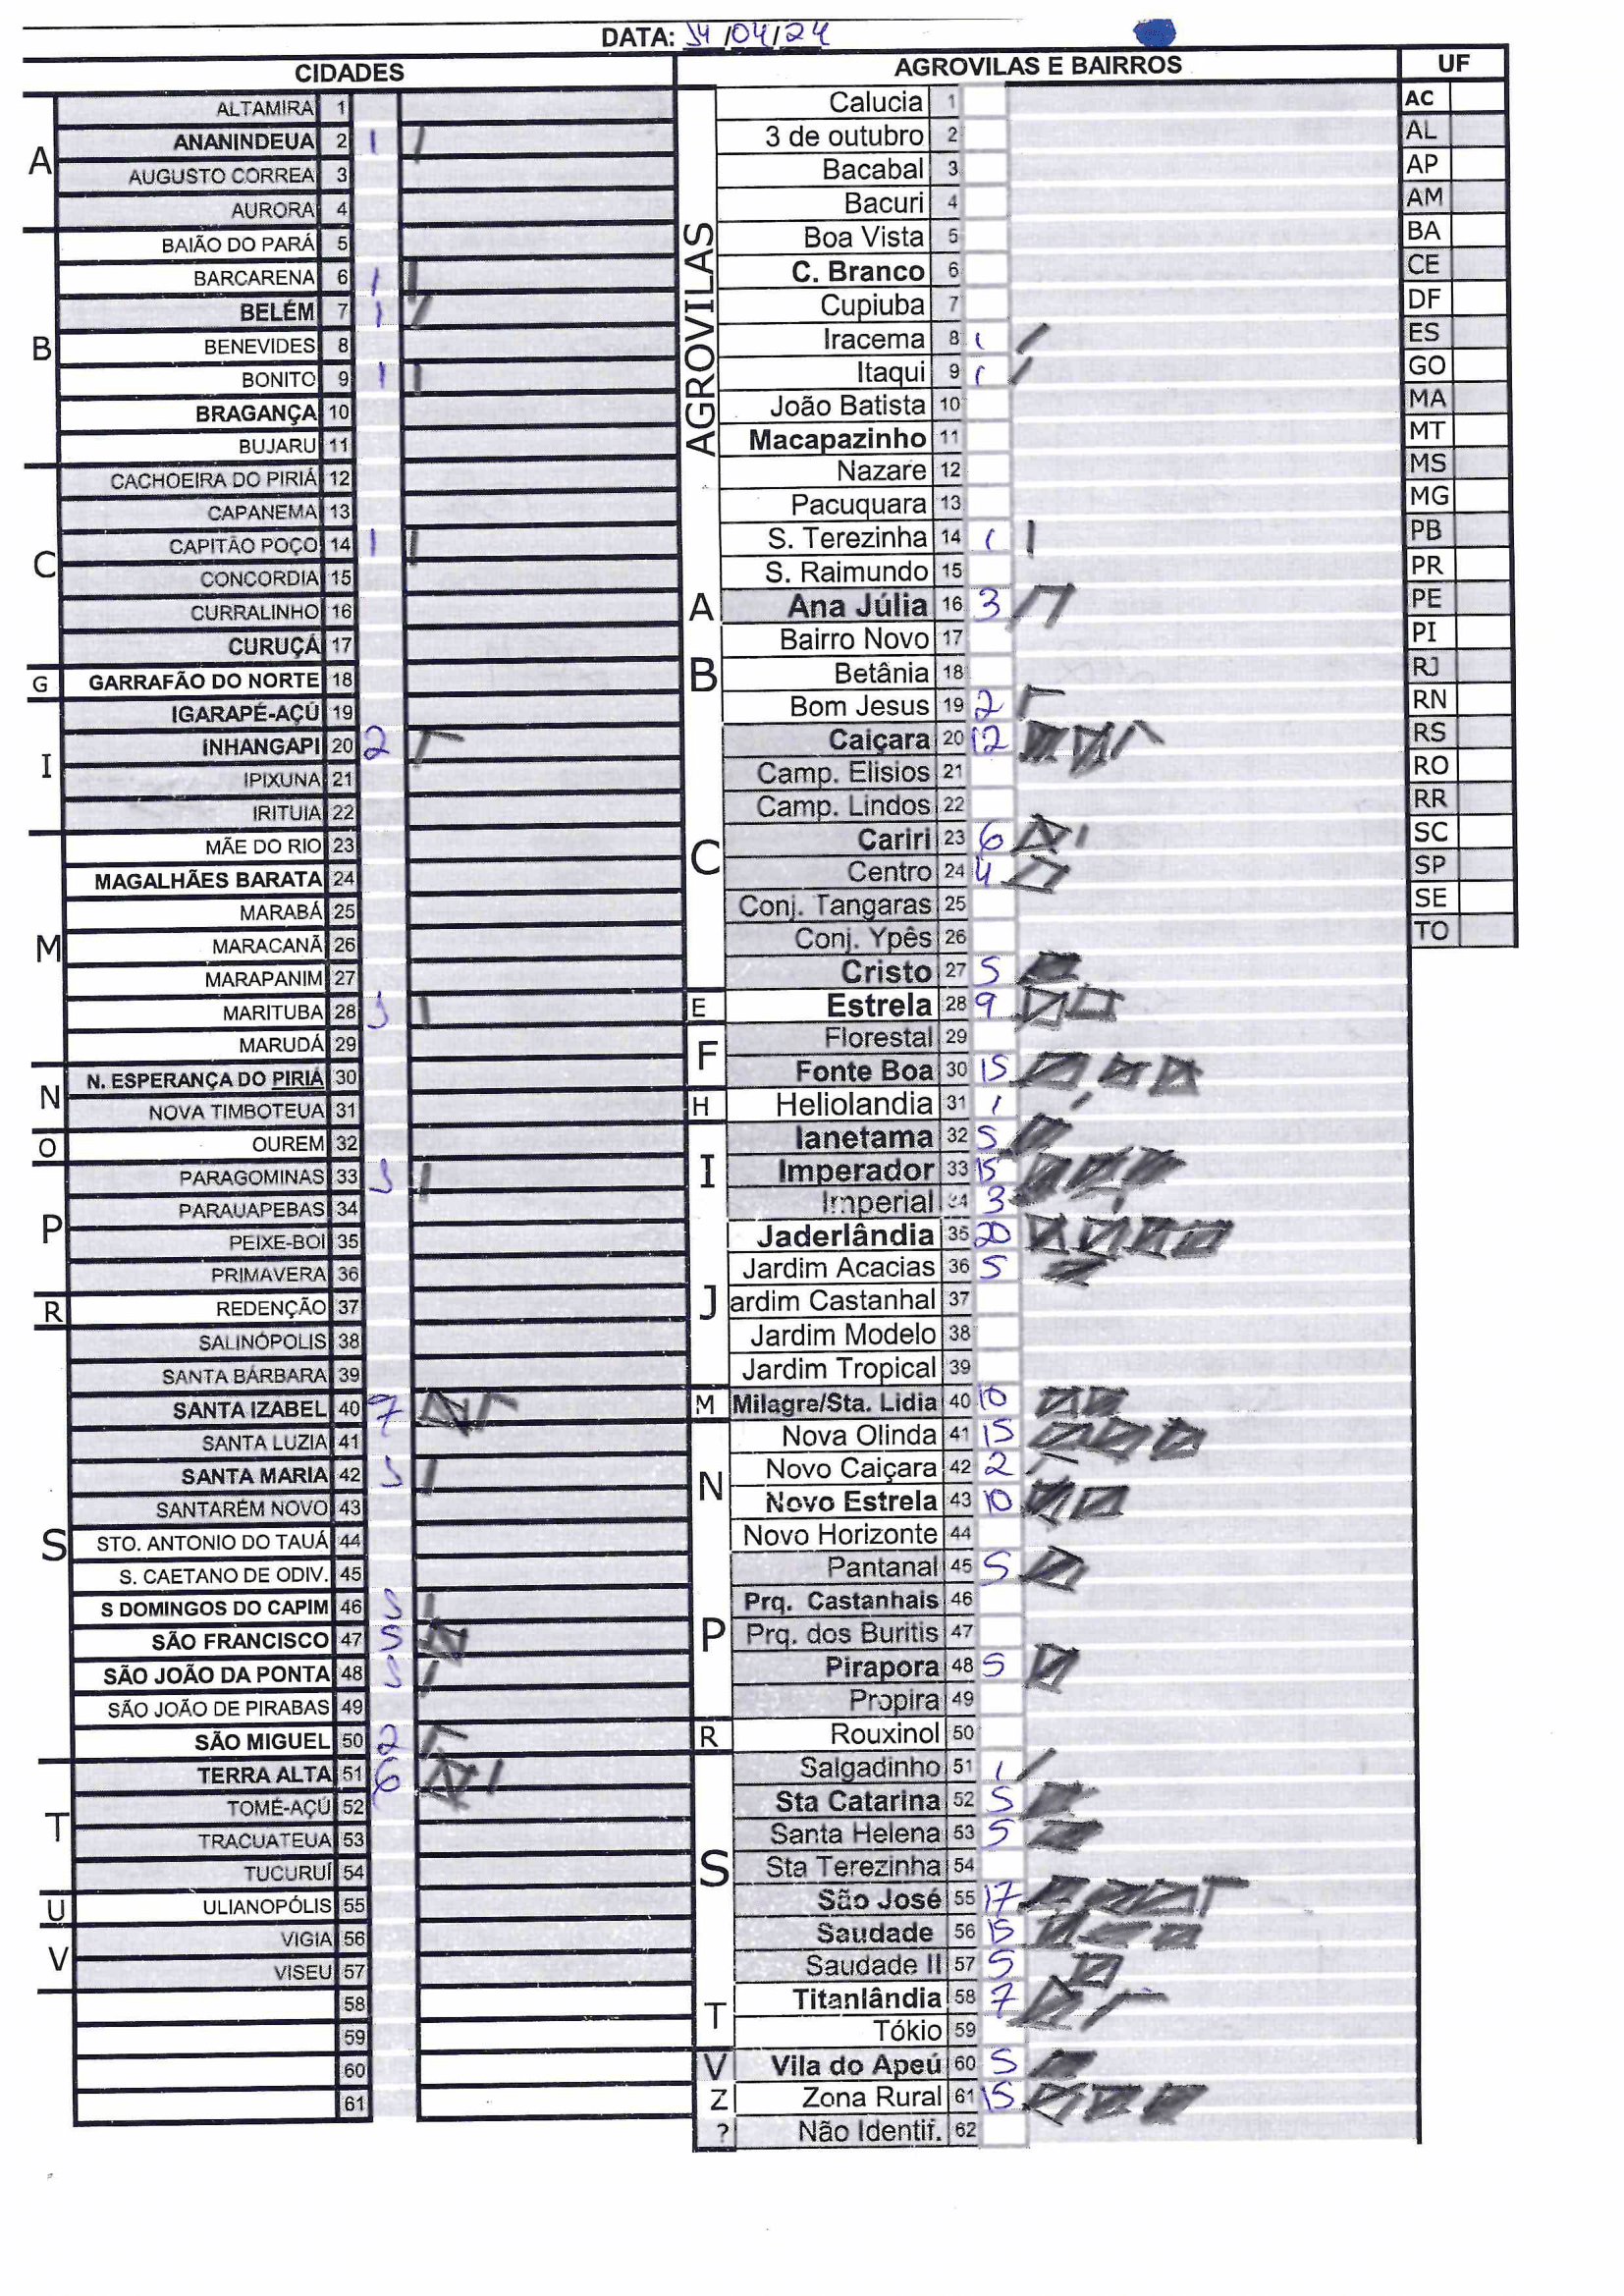 DATA: 14/04/24
CIDADES
A
ALTAMIRA 1
ANANINDEUA 2 1
AUGUSTO CORREA 3
AURORA 4
B
BAIÃO DO PARÁ 5
BARCARENA 6 1
BELÉM 7 1
BENEVIDES 8
BONITO 9 1
BRAGANÇA 10
BUJARU 11
C
CACHOEIRA DO PIRIÁ 12
CAPANEMA 13
CAPITÃO POÇO 14 1
CONCORDIA 15
CURRALINHO 16
CURUÇÁ 17
G
GARRAFÃO DO NORTE 18
I
IGARAPÉ-AÇÚ 19
INHANGAPI 20 2
IPIXUNA 21
IRITUIA 22
M
MÃE DO RIO 23
MAGALHÃES BARATA 24
MARABÁ 25
MARACANÃ 26
MARAPANIM 27
MARITUBA 28 1
MARUDÁ 29
N
N. ESPERANÇA DO PIRIÁ 30
NOVA TIMBOTEUA 31
O
OUREM 32
P
PARAGOMINAS 33 1
PARAUAPEBAS 34
PEIXE-BOI 35
PRIMAVERA 36
R
REDENÇÃO 37
S
SALINÓPOLIS 38
SANTA BÁRBARA 39
SANTA IZABEL 40 7
SANTA LUZIA 41
SANTA MARIA 42 1
SANTARÉM NOVO 43
STO. ANTONIO DO TAUÁ 44
S. CAETANO DE ODIV. 45
S DOMINGOS DO CAPIM 46 1
SÃO FRANCISCO 47 5
SÃO JOÃO DA PONTA 48 1
SÃO JOÃO DE PIRABAS 49
SÃO MIGUEL 50 2
T
TERRA ALTA 51 6
TOMÉ-AÇÚ 52
TRACUATEUA 53
TUCURUÍ 54
U
ULIANOPÓLIS 55
V
VIGIA 56
VISEU 57
58
59
60
61
AGROVILAS E BAIRROS
AGROVILAS
Calucia 1
3 de outubro 2
Bacabal 3
Bacuri 4
Boa Vista 5
C. Branco 6
Cupiuba 7
Iracema 8 1
Itaqui 9 1
João Batista 10
Macapazinho 11
Nazare 12
Pacuquara 13
S. Terezinha 14 1
S. Raimundo 15
A
Ana Júlia 16 3
B
Bairro Novo 17
Betânia 18
Bom Jesus 19 2
C
Caiçara 20 12
Camp. Elisios 21
Camp. Lindos 22
Cariri 23 6
Centro 24 4
Conj. Tangaras 25
Conj. Ypês 26
Cristo 27 5
E
Estrela 28 9
F
Florestal 29
Fonte Boa 30 15
H
Heliolandia 31 1
I
Ianetama 32 5
Imperador 33 15
Imperial 34 3
J
Jaderlândia 35 20
Jardim Acacias 36 5
ardim Castanhal 37
Jardim Modelo 38
Jardim Tropical 39
M
Milagre/Sta. Lidia 40 10
N
Nova Olinda 41 15
Novo Caiçara 42 2
Novo Estrela 43 10
Novo Horizonte 44
P
Pantanal 45 5
Prq. Castanhais 46
Prq. dos Buritis 47
Pirapora 48 5
Propira 49
R
Rouxinol 50
S
Salgadinho 51 1
Sta Catarina 52 5
Santa Helena 53 5
Sta Terezinha 54
São José 55 17
Saudade 56 15
Saudade II 57 5
T
Titanlândia 58 7
Tókio 59
V
Vila do Apeú 60 5
Z
Zona Rural 61 15
?
Não Identif. 62
UF
AC
AL
AP
AM
BA
CE
DF
ES
GO
MA
MT
MS
MG
PB
PR
PE
PI
RJ
RN
RS
RO
RR
SC
SP
SE
TO